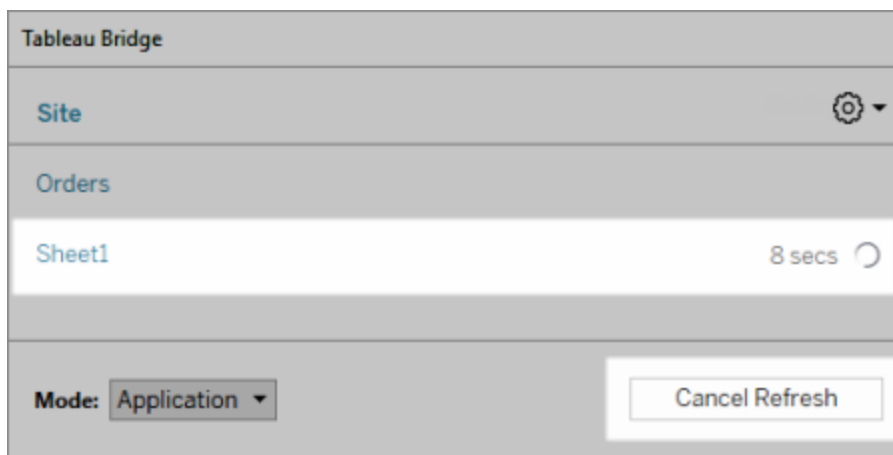 Tableau Bridge
Site
Orders
Sheet1 8 secs
Mode: Application Cancel Refresh